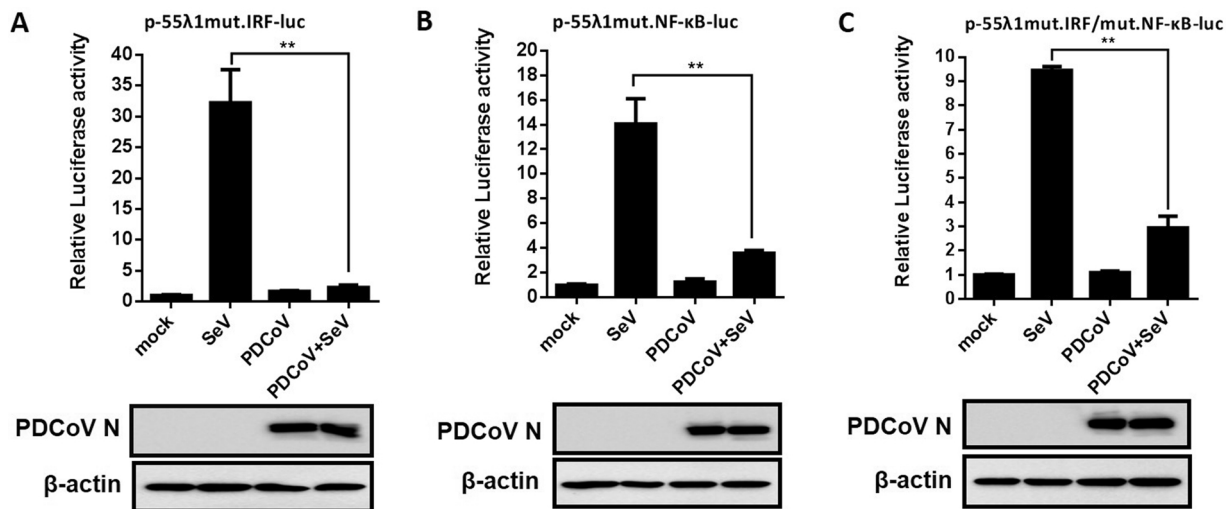 A
p-55λ1mut.IRF-luc
**
Relative Luciferase activity
40
35
30
25
20
15
10
5
0
mock
SeV
PDCoV
PDCoV+SeV
PDCoV N
β-actin
B
p-55λ1mut.NF-κB-luc
**
Relative Luciferase activity
20
18
16
14
12
10
8
6
4
2
0
mock
SeV
PDCoV
PDCoV+SeV
PDCoV N
β-actin
C
p-55λ1mut.IRF/mut.NF-κB-luc
**
Relative Luciferase activity
10
9
8
7
6
5
4
3
2
1
0
mock
SeV
PDCoV
PDCoV+SeV
PDCoV N
β-actin